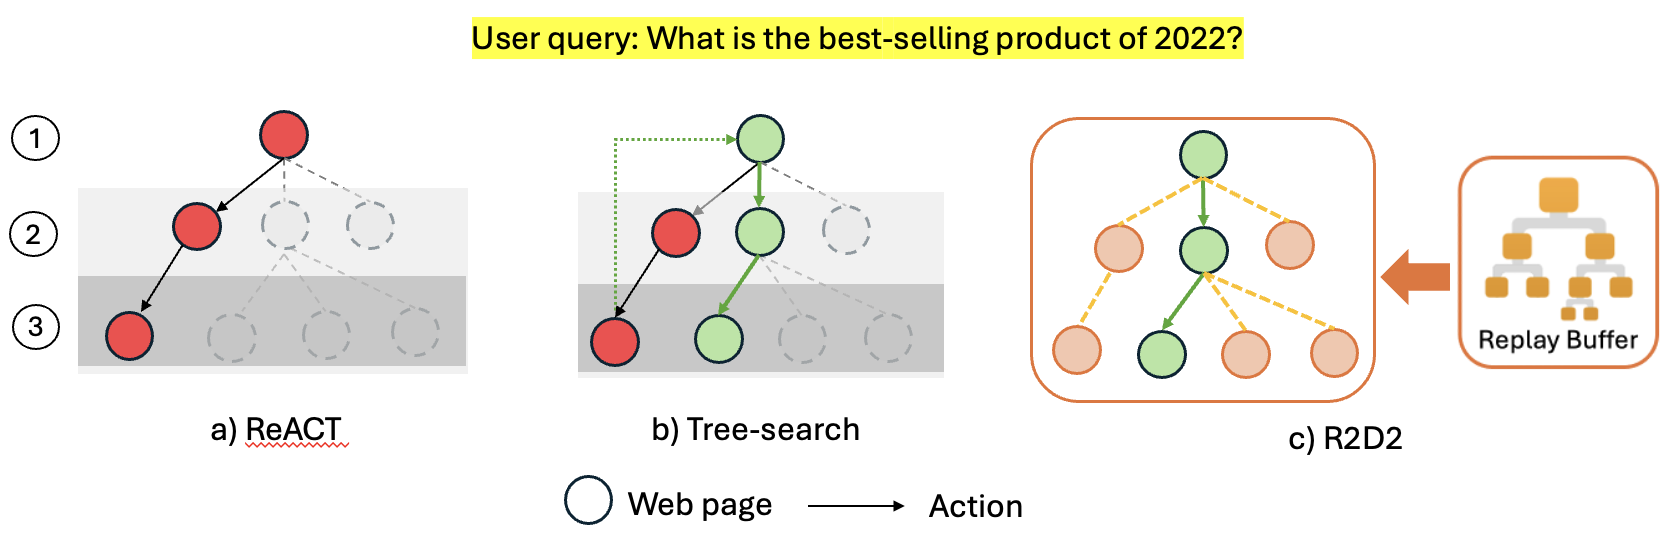 User query: What is the best-selling product of 2022?
1
2
3
Replay Buffer
a) ReACT
b) Tree-search
c) R2D2
Web page
Action